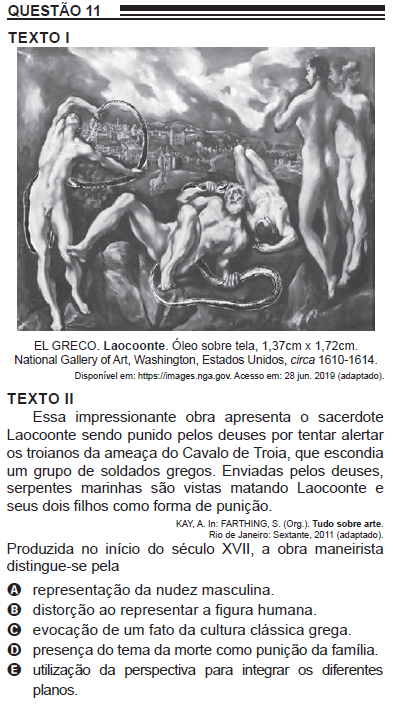 QUESTÃO 11
TEXTO I
EL GRECO. Laocoonte. Óleo sobre tela, 1,37cm x 1,72cm.
National Gallery of Art, Washington, Estados Unidos, circa 1610-1614.
Disponível em: https://images.nga.gov. Acesso em: 28 jun. 2019 (adaptado).
TEXTO II
Essa impressionante obra apresenta o sacerdote
Laocoonte sendo punido pelos deuses por tentar alertar
os troianos da ameaça do Cavalo de Troia, que escondia
um grupo de soldados gregos. Enviadas pelos deuses,
serpentes marinhas são vistas matando Laocoonte e
seus dois filhos como forma de punição.
KAY, A. In: FARTHING, S. (Org.). Tudo sobre arte.
Rio de Janeiro: Sextante, 2011 (adaptado).
Produzida no início do século XVII, a obra maneirista
distingue-se pela
A representação da nudez masculina.
B distorção ao representar a figura humana.
C evocação de um fato da cultura clássica grega.
D presença do tema da morte como punição da família.
E utilização da perspectiva para integrar os diferentes
planos.